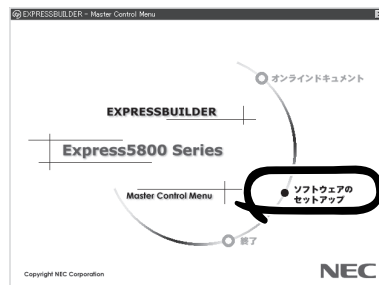 EXPRESSBUILDER - Master Control Menu
オンラインドキュメント
EXPRESSBUILDER
Express5800 Series
Master Control Menu
ソフトウェアの
セットアップ
終了
Copyright NEC Corporation
NEC